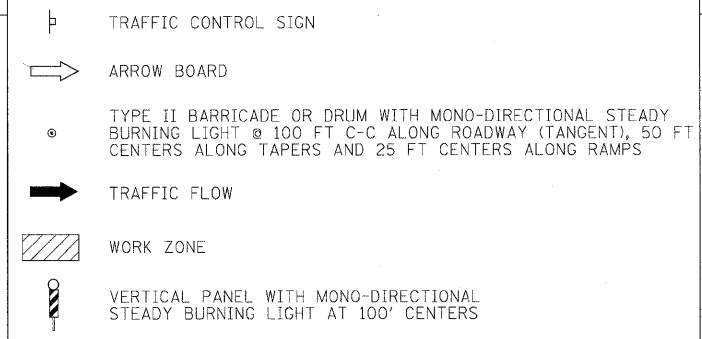 TRAFFIC CONTROL SIGN
ARROW BOARD
TYPE II BARRICADE OR DRUM WITH MONO-DIRECTIONAL STEADY
BURNING LIGHT @ 100 FT C-C ALONG ROADWAY (TANGENT), 50 FT
CENTERS ALONG TAPERS AND 25 FT CENTERS ALONG RAMPS
TRAFFIC FLOW
WORK ZONE
VERTICAL PANEL WITH MONO-DIRECTIONAL
STEADY BURNING LIGHT AT 100' CENTERS